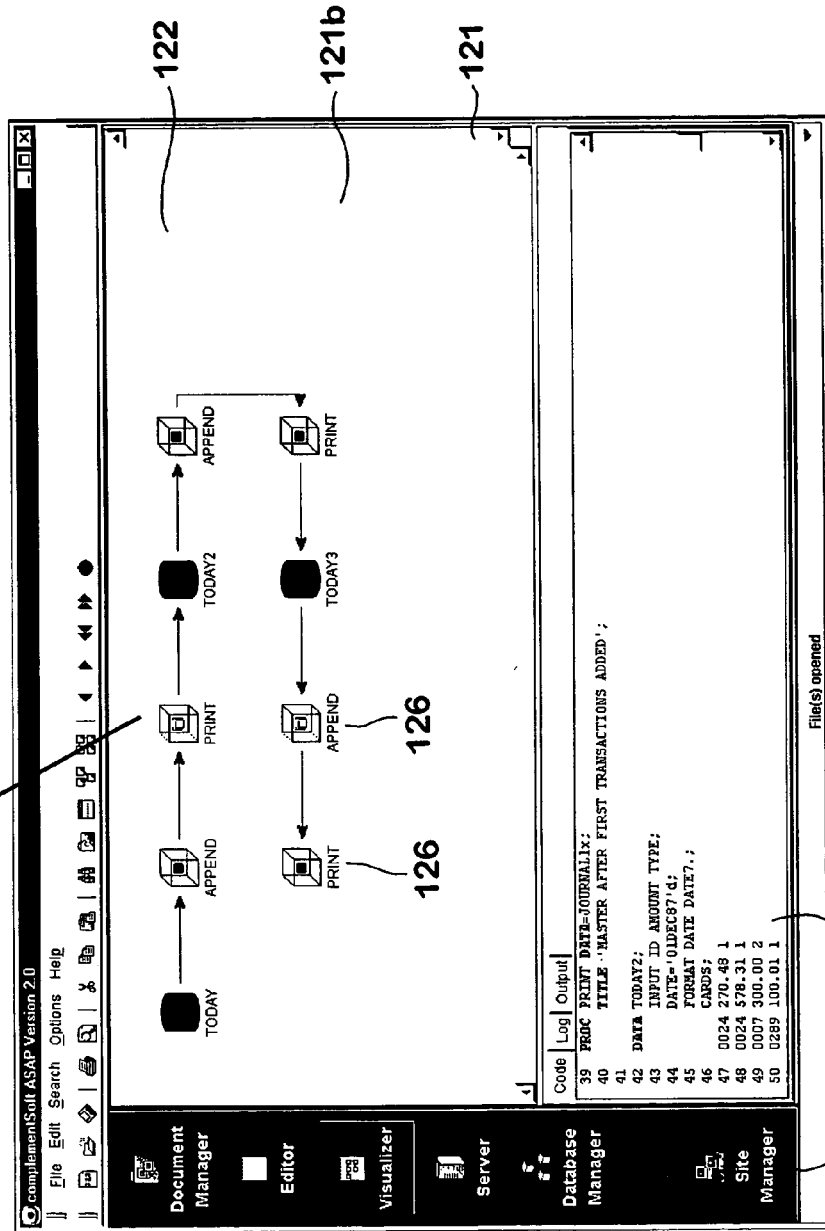 complementSoft ASAP Version 2.0
File Edit Search Options Help
Document
Manager
Editor
Visualizer
Server
Database
Manager
Site
Manager
TODAY
APPEND
PRINT
TODAY2
APPEND
PRINT
APPEND
TODAY3
PRINT
126
126
122
121b
121
Code Log Output
39 PROC PRINT DATA=JOURNAL1x;
40 TITLE 'MASTER AFTER FIRST TRANSACTIONS ADDED';
41
42 DATA TODAY2;
43 INPUT ID AMOUNT TYPE;
44 DATE='01DEC87'd;
45 FORMAT DATE DATE7.;
46 CARDS;
47 0024 270.48 1
48 0024 578.31 1
49 0007 300.00 2
50 0289 100.01 1
File(s) opened